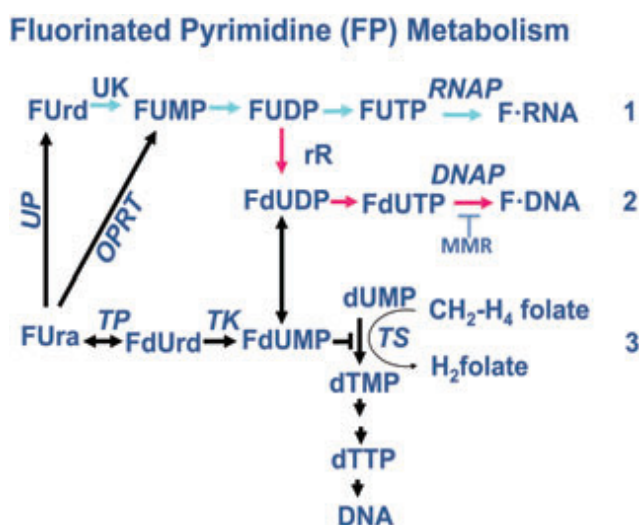 Fluorinated Pyrimidine (FP) Metabolism
FUrd UK FUMP FUDP FUTP RNAP F·RNA 1
rR
UP OPRT
FdUDP FdUTP DNAP F·DNA 2
MMR
dUMP CH₂-H₄ folate
FUra TP FdUrd TK FdUMP TS 3
H₂folate
dTMP
dTTP
DNA